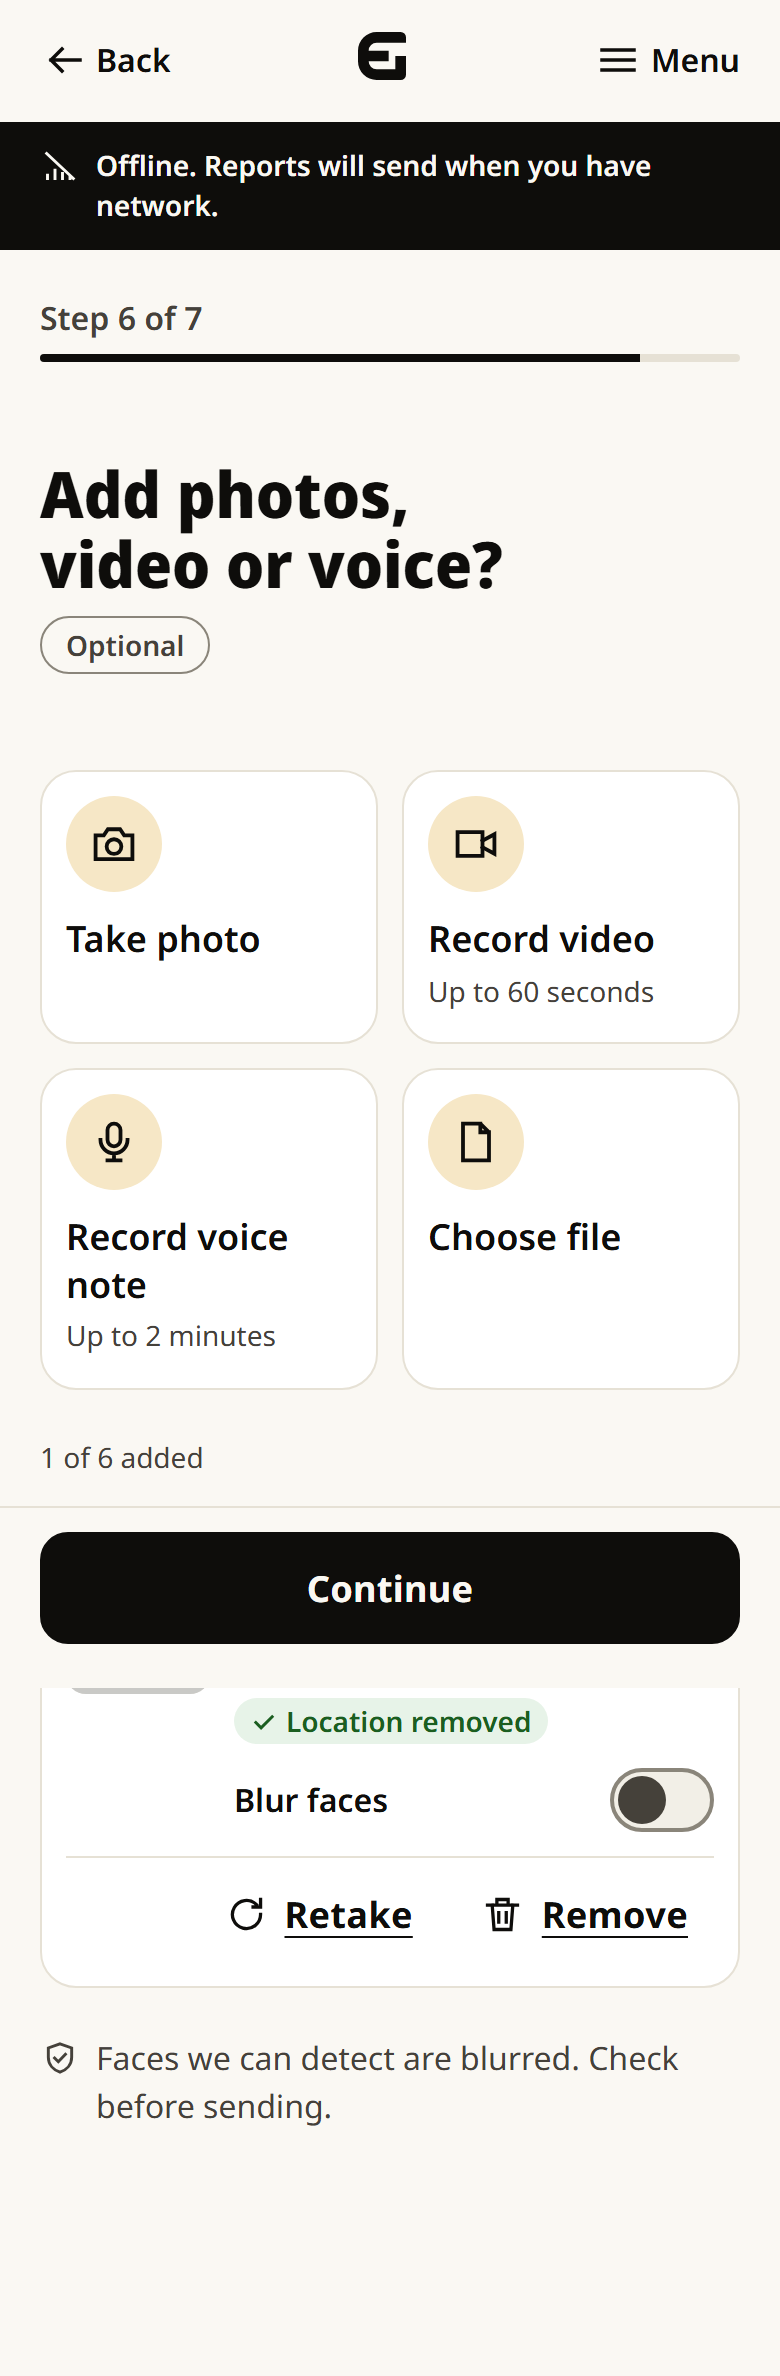 Back
Menu
Offline. Reports will send when you have
network.
Step 6 of 7
Add photos,
video or voice?
Optional
Take photo
Record video
Up to 60 seconds
Record voice
note
Up to 2 minutes
Choose file
1 of 6 added
Continue
Location removed
Blur faces
Retake
Remove
Faces we can detect are blurred. Check
before sending.